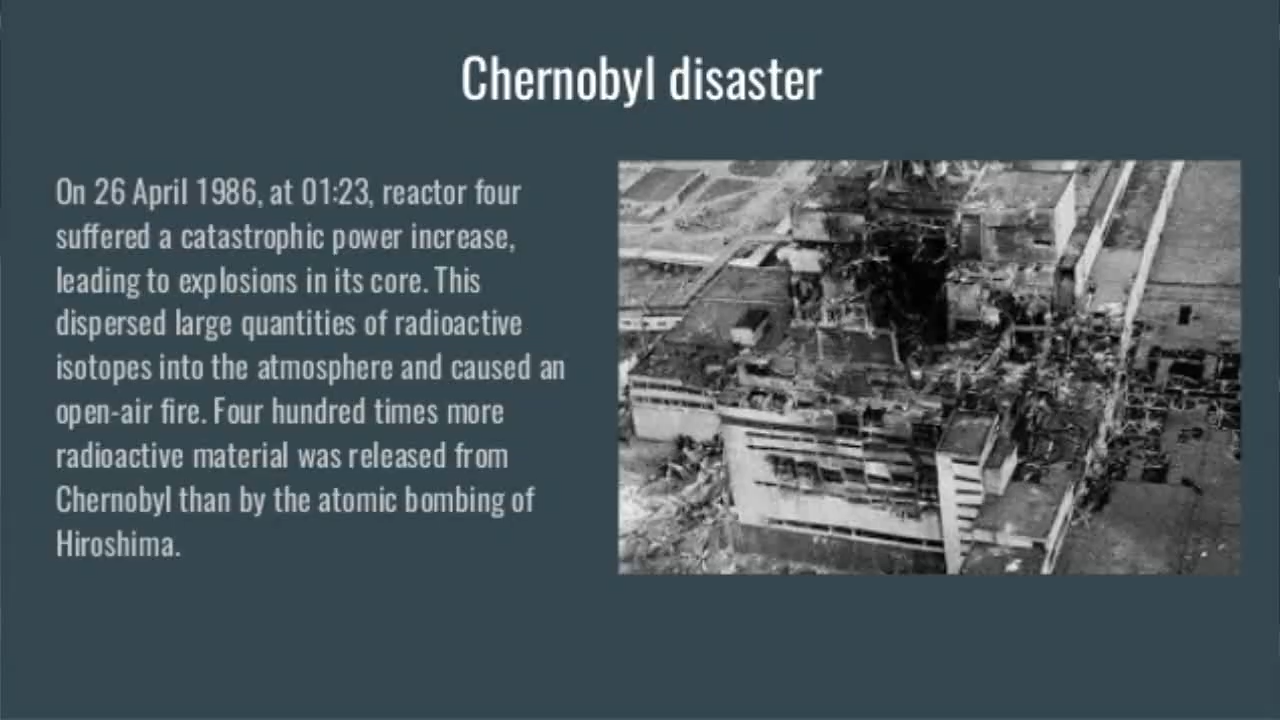 Chernobyl disaster
On 26 April 1986, at 01:23, reactor four
suffered a catastrophic power increase,
leading to explosions in its core. This
dispersed large quantities of radioactive
isotopes into the atmosphere and caused an
open-air fire. Four hundred times more
radioactive material was released from
Chernobyl than by the atomic bombing of
Hiroshima.